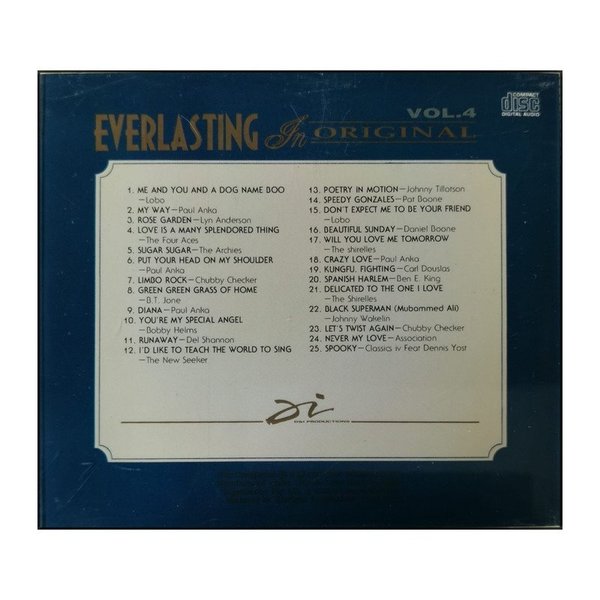 VOL.4
EVERLASTING In ORIGINAL
COMPACT
disc
DIGITAL AUDIO
1. ME AND YOU AND A DOG NAME BOO
—Lobo
2. MY WAY—Paul Anka
3. ROSE GARDEN—Lyn Anderson
4. LOVE IS A MANY SPLENDORED THING
—The Four Aces
5. SUGAR SUGAR—The Archies
6. PUT YOUR HEAD ON MY SHOULDER
—Paul Anka
7. LIMBO ROCK—Chubby Checker
8. GREEN GREEN GRASS OF HOME
—B.T. Jone
9. DIANA—Paul Anka
10. YOU'RE MY SPECIAL ANGEL
—Bobby Helms
11. RUNAWAY—Del Shannon
12. I'D LIKE TO TEACH THE WORLD TO SING
—The New Seeker
13. POETRY IN MOTION—Johnny Tillotson
14. SPEEDY GONZALES—Pat Boone
15. DON'T EXPECT ME TO BE YOUR FRIEND
—Lobo
16. BEAUTIFUL SUNDAY—Daniel Boone
17. WILL YOU LOVE ME TOMORROW
—The shirelles
18. CRAZY LOVE—Paul Anka
19. KUNGFU. FIGHTING—Carl Douslas
20. SPANISH HARLEM—Ben E. King
21. DELICATED TO THE ONE I LOVE
—The Shirelles
22. BLACK SUPERMAN (Mubammed Ali)
—Johnny Wakelin
23. LET'S TWIST AGAIN—Chubby Checker
24. NEVER MY LOVE—Association
25. SPOOKY—Classics iv Feat Dennis Yost
D&I PRODUCTIONS